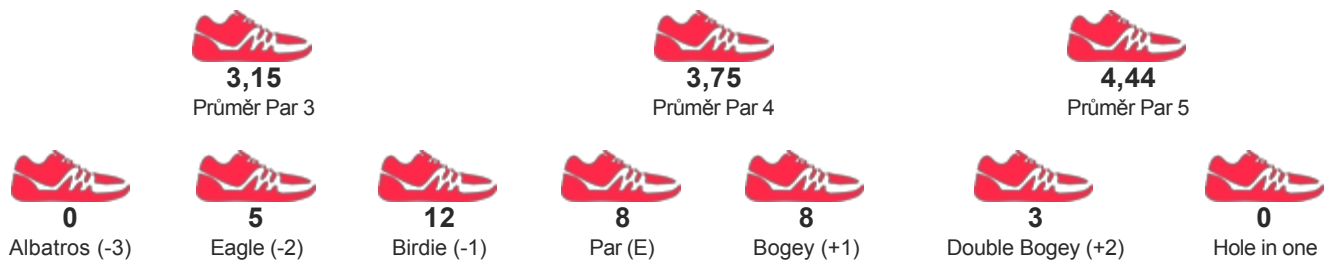 3,15 3,75 4,44
Průměr Par 3 Průměr Par 4 Průměr Par 5
0 5 12 8 8 3 0
Albatros (-3) Eagle (-2) Birdie (-1) Par (E) Bogey (+1) Double Bogey (+2) Hole in one